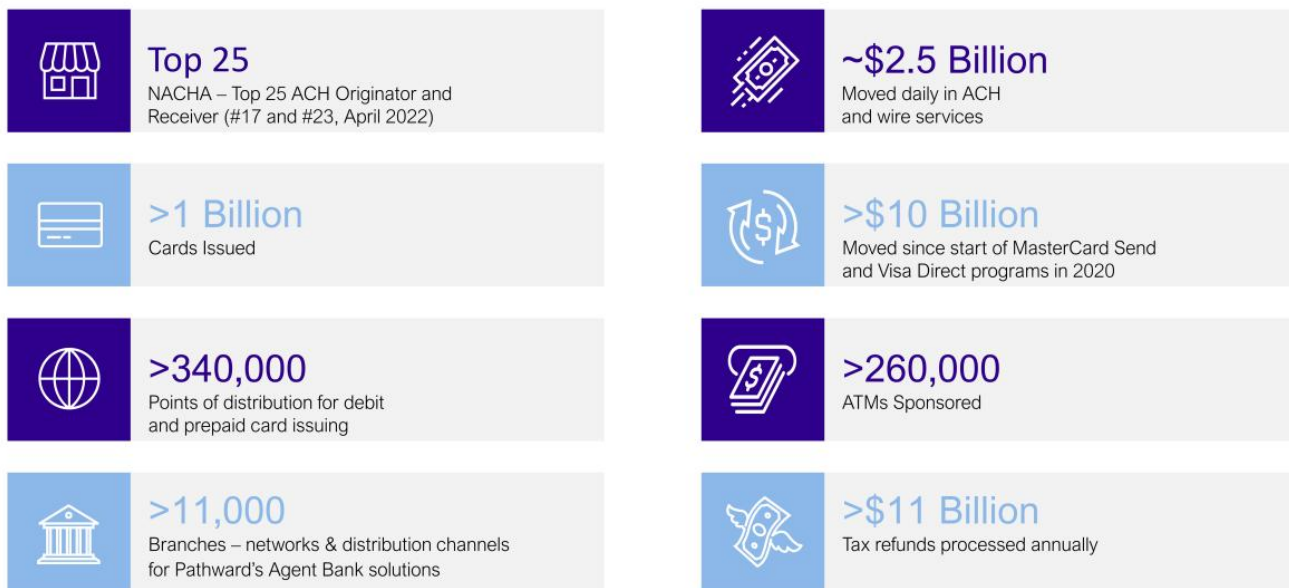 Top 25
NACHA – Top 25 ACH Originator and
Receiver (#17 and #23, April 2022)
~$2.5 Billion
Moved daily in ACH
and wire services
>1 Billion
Cards Issued
>$10 Billion
Moved since start of MasterCard Send
and Visa Direct programs in 2020
>340,000
Points of distribution for debit
and prepaid card issuing
>260,000
ATMs Sponsored
>11,000
Branches – networks & distribution channels
for Pathward's Agent Bank solutions
>$11 Billion
Tax refunds processed annually